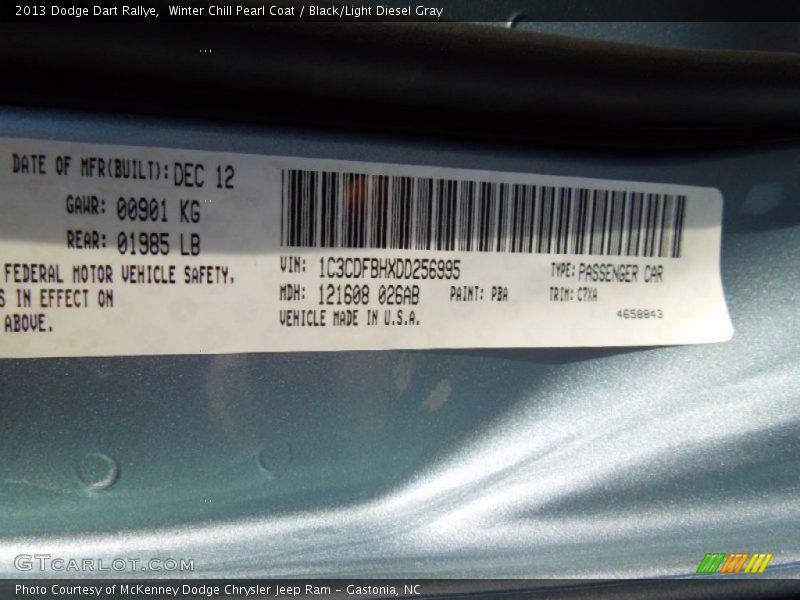 2013 Dodge Dart Rallye,  Winter Chill Pearl Coat / Black/Light Diesel Gray
DATE OF MFR(BUILT): DEC 12
GAWR: 00901 KG
REAR: 01985 LB
FEDERAL MOTOR VEHICLE SAFETY,
S IN EFFECT ON
ABOVE.
VIN: 1C3CDFBHXDD256995
TYPE: PASSENGER CAR
MDH: 121608 026AB
PAINT: PBA
TRIM: C7XA
VEHICLE MADE IN U.S.A.
4658843
GTCARLOT.COM
Photo Courtesy of McKenney Dodge Chrysler Jeep Ram - Gastonia, NC